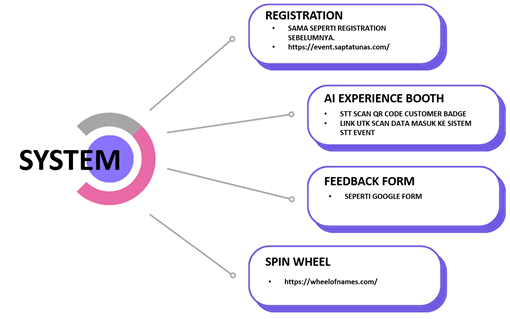 REGISTRATION
• SAMA SEPERTI REGISTRATION
SEBELUMNYA.
• https://event.saptatunas.com/
AI EXPERIENCE BOOTH
• STT SCAN QR CODE CUSTOMER BADGE
• LINK UTK SCAN DATA MASUK KE SISTEM
STT EVENT
SYSTEM
FEEDBACK FORM
• SEPERTI GOOGLE FORM
SPIN WHEEL
• https://wheelofnames.com/